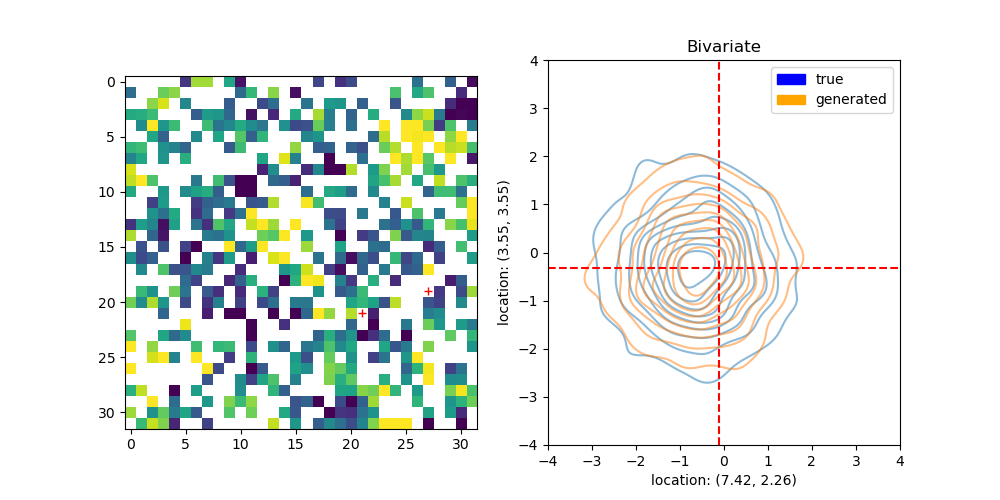 Bivariate
0
5
10
15
20
25
30
0 5 10 15 20 25 30
location: (3.55, 3.55)
4
3
2
1
0
−1
−2
−3
−4
true
generated
−4 −3 −2 −1 0 1 2 3 4
location: (7.42, 2.26)